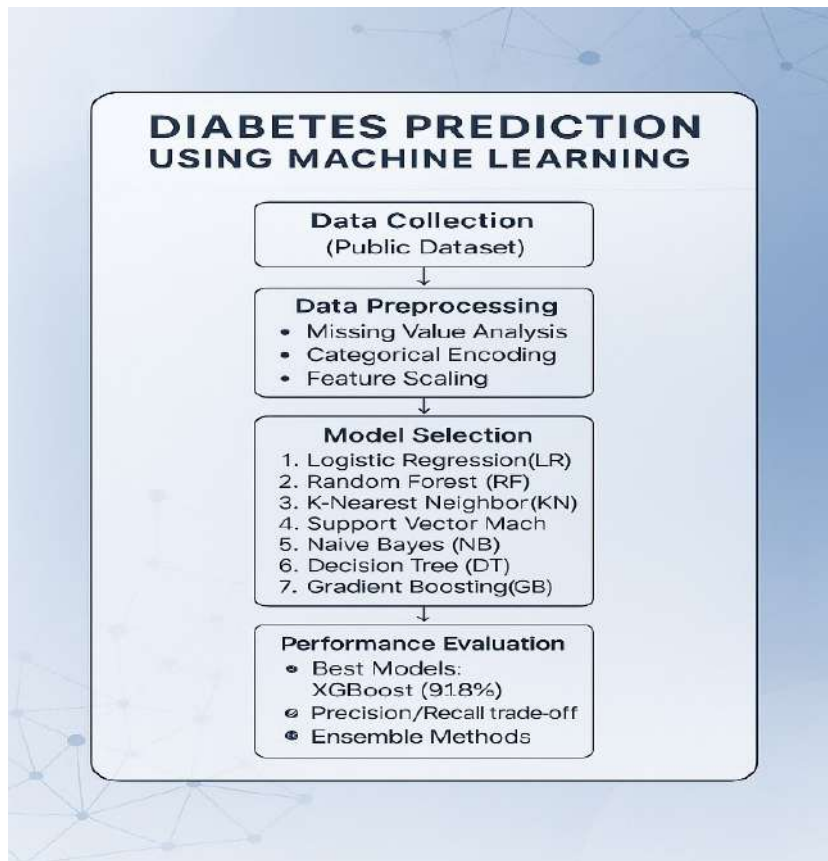 DIABETES PREDICTION
USING MACHINE LEARNING
Data Collection
(Public Dataset)
Data Preprocessing
• Missing Value Analysis
• Categorical Encoding
• Feature Scaling
Model Selection
1. Logistic Regression(LR)
2. Random Forest (RF)
3. K-Nearest Neighbor(KN)
4. Support Vector Mach
5. Naive Bayes (NB)
6. Decision Tree (DT)
7. Gradient Boosting(GB)
Performance Evaluation
• Best Models:
XGBoost (918%)
• Precision/Recall trade-off
• Ensemble Methods